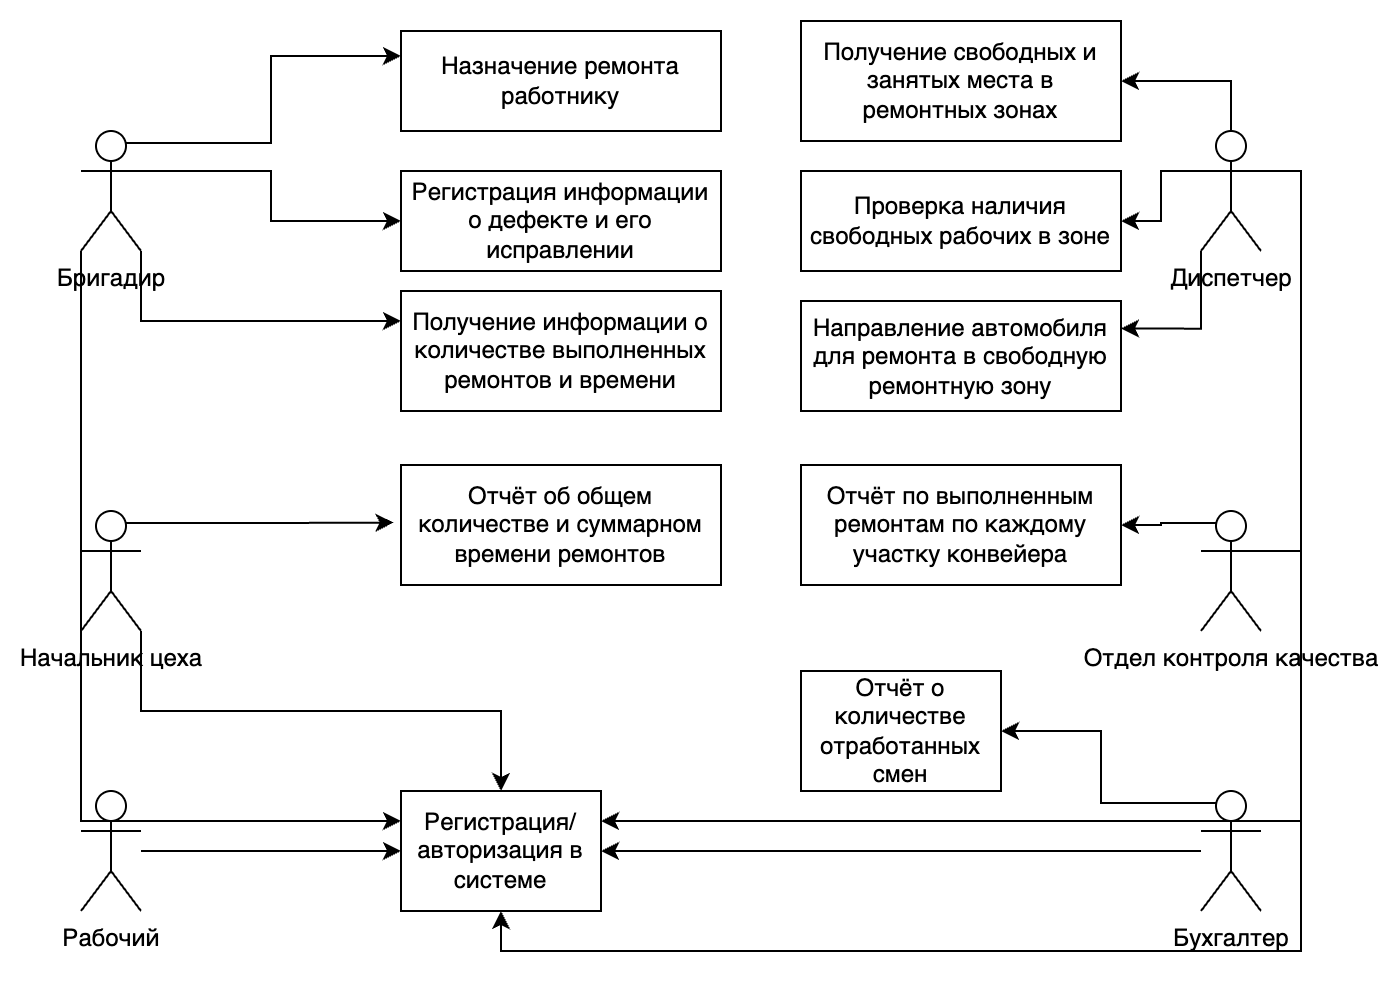 Назначение ремонта
работнику
Получение свободных и
занятых места в
ремонтных зонах
Регистрация информации
о дефекте и его
исправлении
Проверка наличия
свободных рабочих в зоне
Бригадир
Диспетчер
Получение информации о
количестве выполненных
ремонтов и времени
Направление автомобиля
для ремонта в свободную
ремонтную зону
Отчёт об общем
количестве и суммарном
времени ремонтов
Отчёт по выполненным
ремонтам по каждому
участку конвейера
Начальник цеха
Отдел контроля качества
Отчёт о
количестве
отработанных
смен
Регистрация/
авторизация в
системе
Рабочий
Бухгалтер